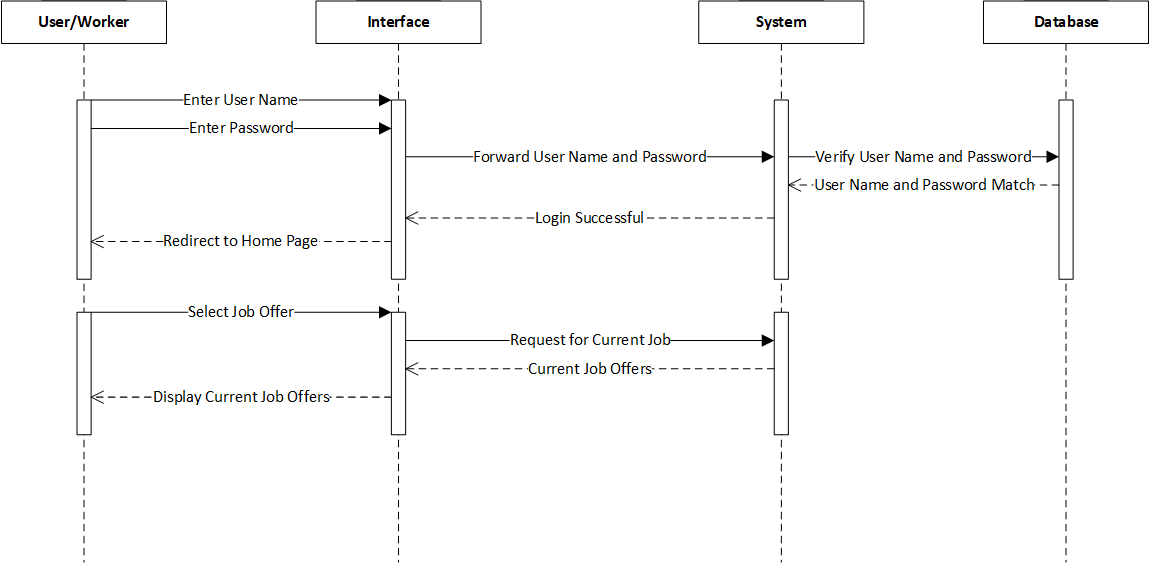 User/Worker
Interface
System
Database
Enter User Name
Enter Password
Forward User Name and Password
Verify User Name and Password
User Name and Password Match
Login Successful
Redirect to Home Page
Select Job Offer
Request for Current Job
Current Job Offers
Display Current Job Offers